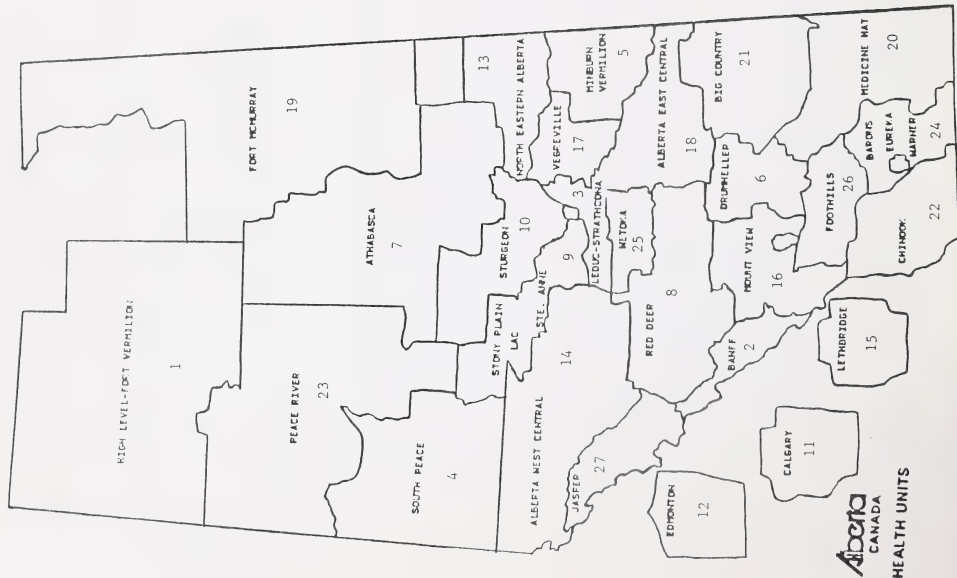 HIGH LEVEL-FORT VERMILION
1
FORT MCMURRAY
19
PEACE RIVER
23
ATHABASCA
7
SOUTH PEACE
4
13
NORTH EASTERN ALBERTA
STURGEON
10
STONY PLAIN
LAC
STE. ANNE
9
VEGREVILLE
17
MINBURN
VERMILION
5
3
LEDUC-STRATHCONA
ALBERTA WEST CENTRAL
14
WETOKA
25
ALBERTA EAST CENTRAL
18
RED DEER
8
JASPER
27
BANFF
2
MOUNT VIEW
16
DRUMHELLER
6
BIG COUNTRY
21
FOOTHILLS
26
MEDICINE HAT
20
BARONS
EUREKA
WARNER
24
CHINOOK
22
EDMONTON
12
CALGARY
11
LETHBRIDGE
15
Alberta
CANADA
HEALTH UNITS